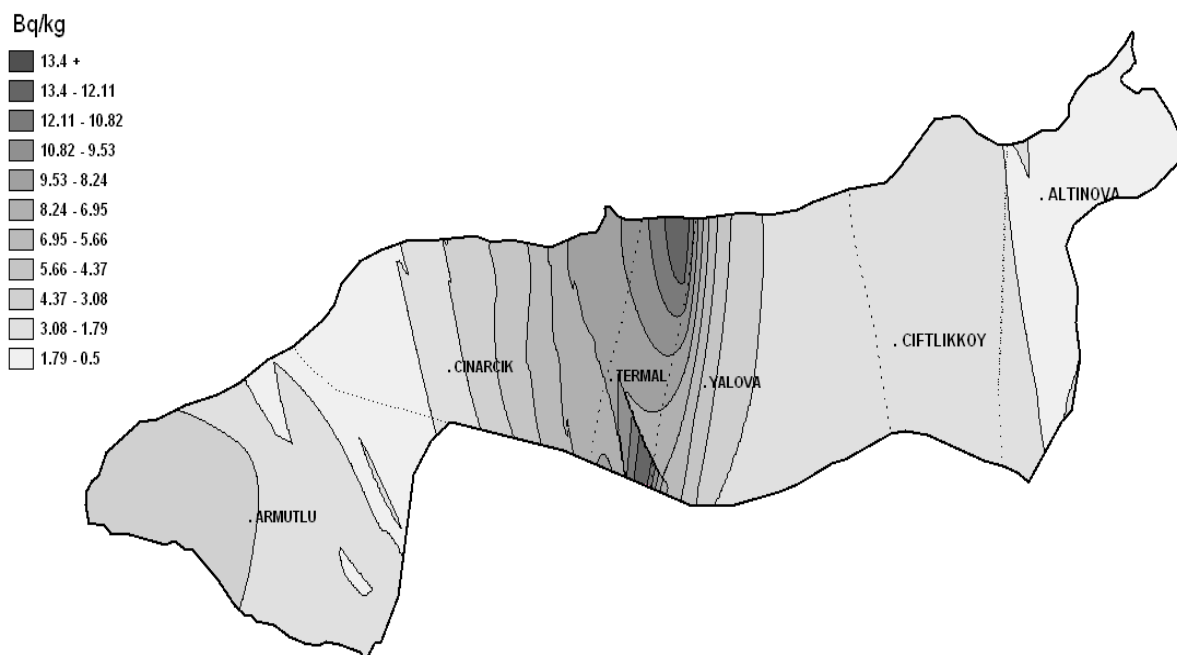 Bq/kg
13.4 +
13.4 - 12.11
12.11 - 10.82
10.82 - 9.53
9.53 - 8.24
8.24 - 6.95
6.95 - 5.66
5.66 - 4.37
4.37 - 3.08
3.08 - 1.79
1.79 - 0.5
ALTINOVA
CIFTLIKKOY
CINARCIK
TERMAL
YALOVA
ARMUTLU